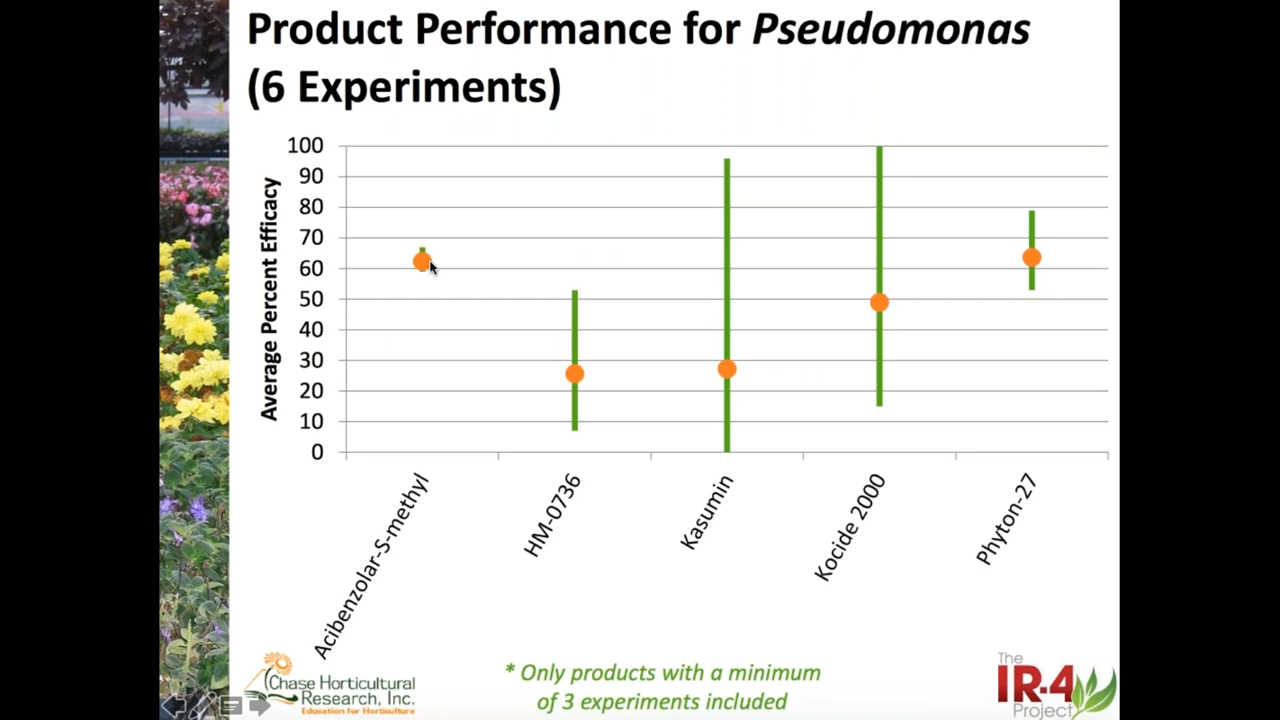 Product Performance for Pseudomonas
(6 Experiments)
Average Percent Efficacy
100
90
80
70
60
50
40
30
20
10
0
Acibenzolar-S-methyl
HM-0736
Kasumin
Kocide 2000
Phyton-27
Chase Horticultural
Research, Inc.
Education for Horticulture
* Only products with a minimum
of 3 experiments included
The
IR-4
Project